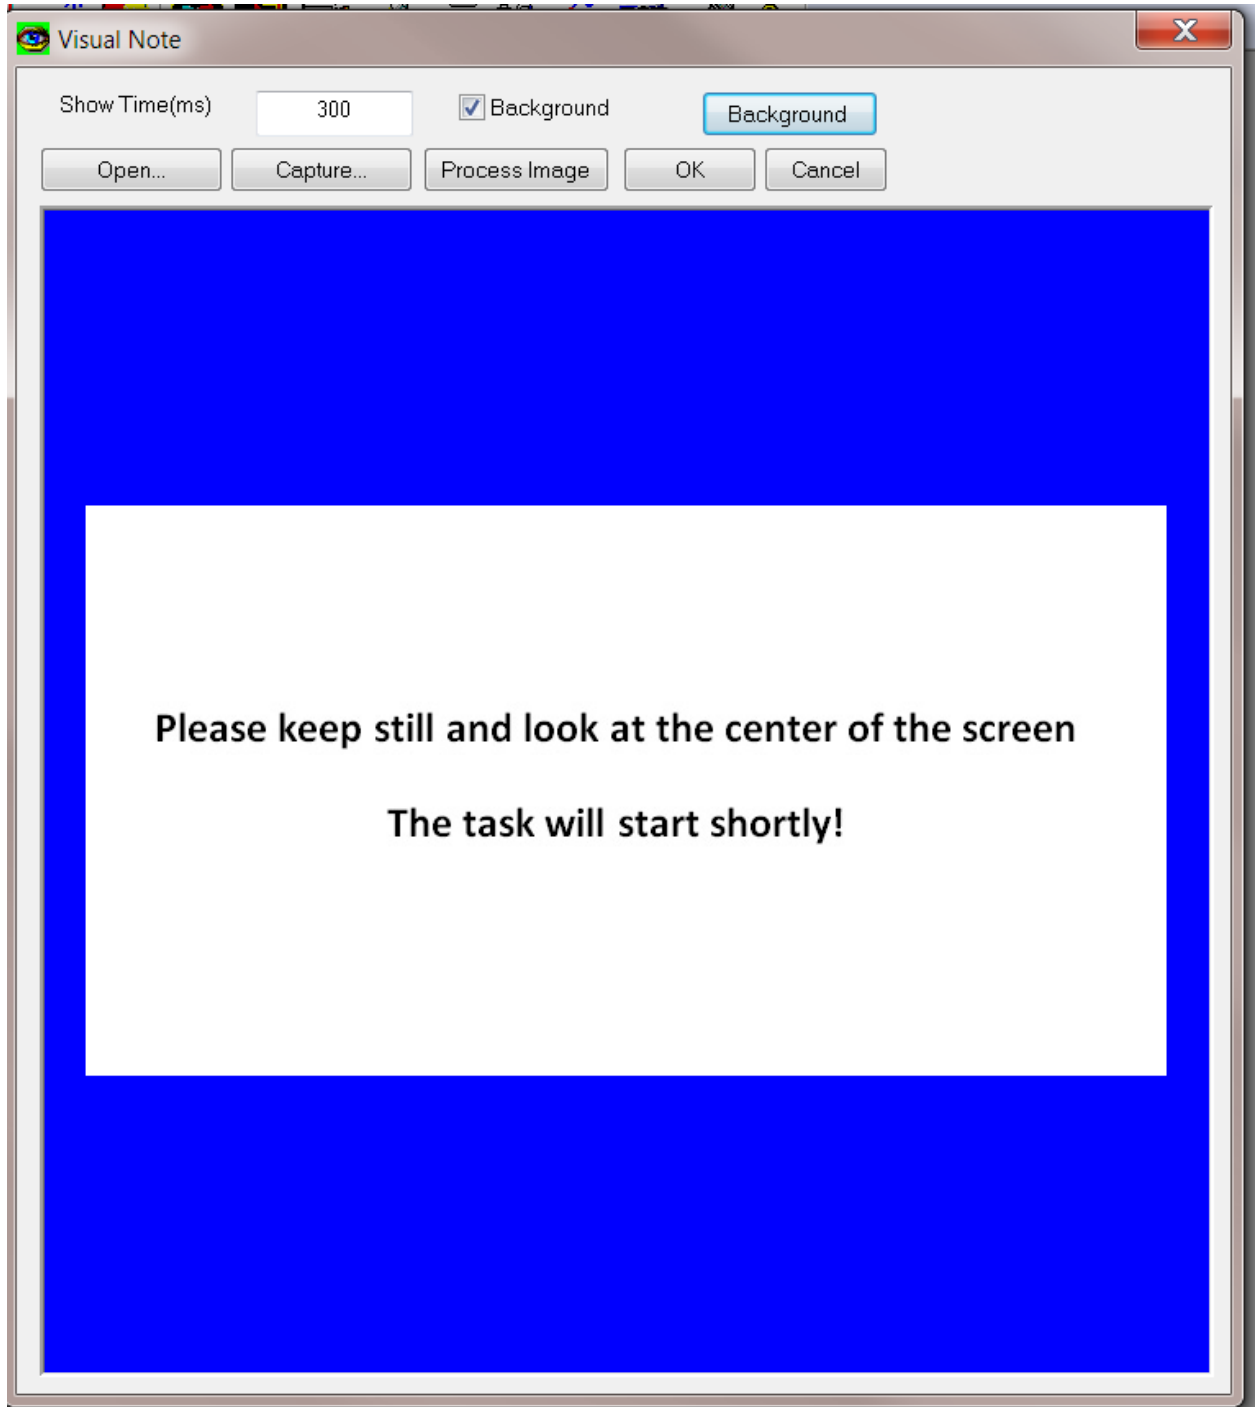 Visual Note
X
Show Time(ms) 300 Background Background
Open... Capture... Process Image OK Cancel
Please keep still and look at the center of the screen
The task will start shortly!